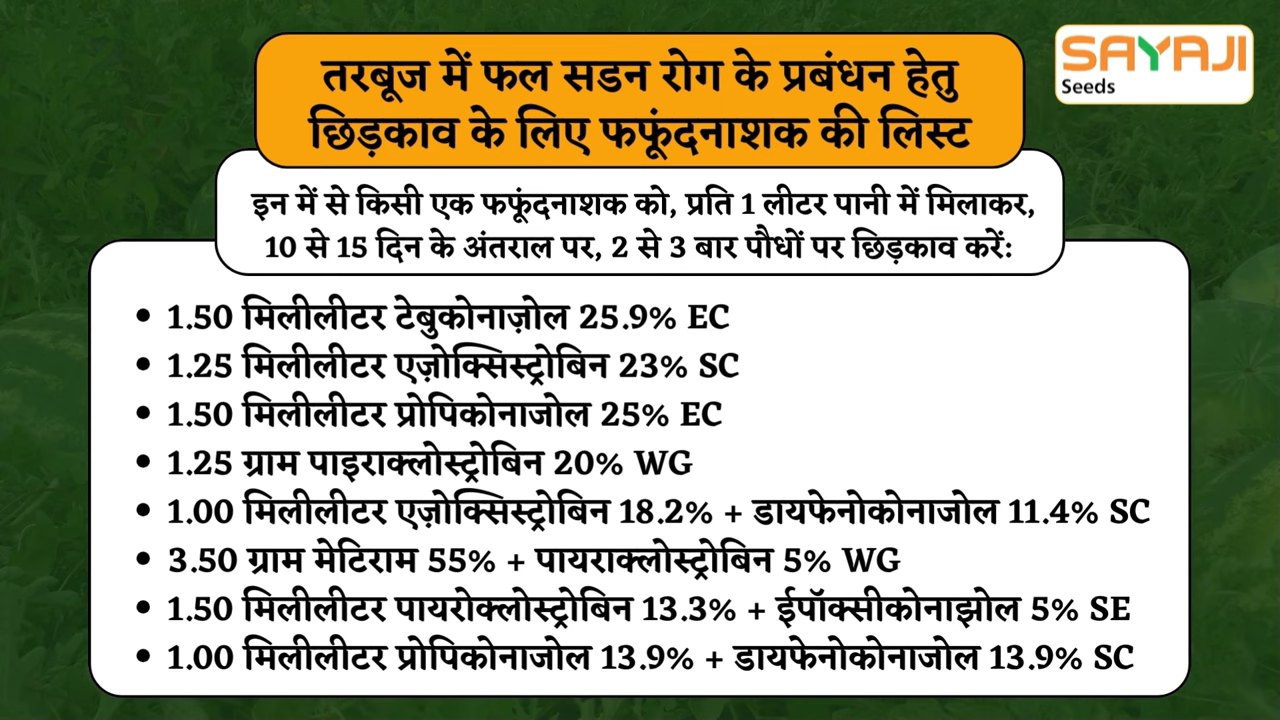 SAYAJI
Seeds
तरबूज में फल सडन रोग के प्रबंधन हेतु
छिड़काव के लिए फफूंदनाशक की लिस्ट
इन में से किसी एक फफूंदनाशक को, प्रति 1 लीटर पानी में मिलाकर,
10 से 15 दिन के अंतराल पर, 2 से 3 बार पौधों पर छिड़काव करें:
• 1.50 मिलीलीटर टेबुकोनाज़ोल 25.9% EC
• 1.25 मिलीलीटर एज़ोक्सिस्ट्रोबिन 23% SC
• 1.50 मिलीलीटर प्रोपिकोनाजोल 25% EC
• 1.25 ग्राम पाइराक्लोस्ट्रोबिन 20% WG
• 1.00 मिलीलीटर एज़ोक्सिस्ट्रोबिन 18.2% + डायफेनोकोनाजोल 11.4% SC
• 3.50 ग्राम मेटिराम 55% + पायराक्लोस्ट्रोबिन 5% WG
• 1.50 मिलीलीटर पायरोक्लोस्ट्रोबिन 13.3% + ईपॉक्सीकोनाझोल 5% SE
• 1.00 मिलीलीटर प्रोपिकोनाजोल 13.9% + डायफेनोकोनाजोल 13.9% SC